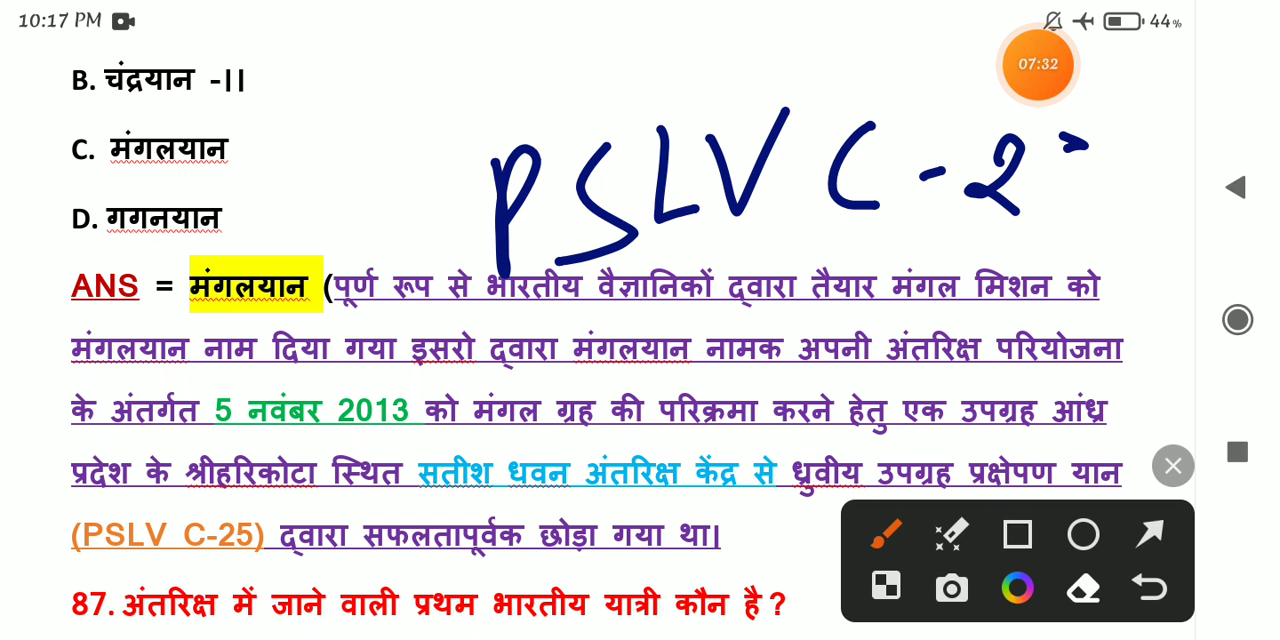 10:17 PM
44%
07:32
B. चंद्रयान -II
PSLV C-2
C. मंगलयान
D. गगनयान
ANS = मंगलयान (पूर्ण रूप से भारतीय वैज्ञानिकों द्वारा तैयार मंगल मिशन को
मंगलयान नाम दिया गया इसरो द्वारा मंगलयान नामक अपनी अंतरिक्ष परियोजना
के अंतर्गत 5 नवंबर 2013 को मंगल ग्रह की परिक्रमा करने हेतु एक उपग्रह आंध्र
प्रदेश के श्रीहरिकोटा स्थित सतीश धवन अंतरिक्ष केंद्र से ध्रुवीय उपग्रह प्रक्षेपण यान
(PSLV C-25) द्वारा सफलतापूर्वक छोड़ा गया था।
87. अंतरिक्ष में जाने वाली प्रथम भारतीय यात्री कौन है ?